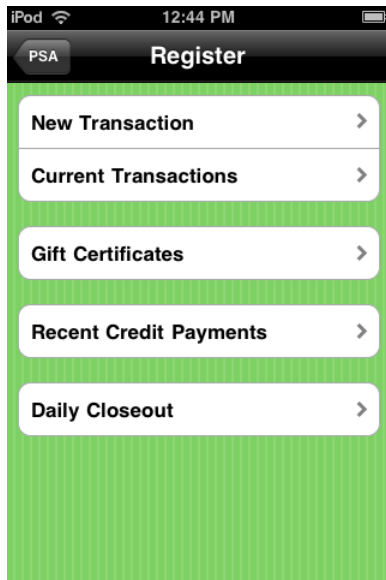 iPod 12:44 PM
PSA Register
New Transaction
Current Transactions
Gift Certificates
Recent Credit Payments
Daily Closeout